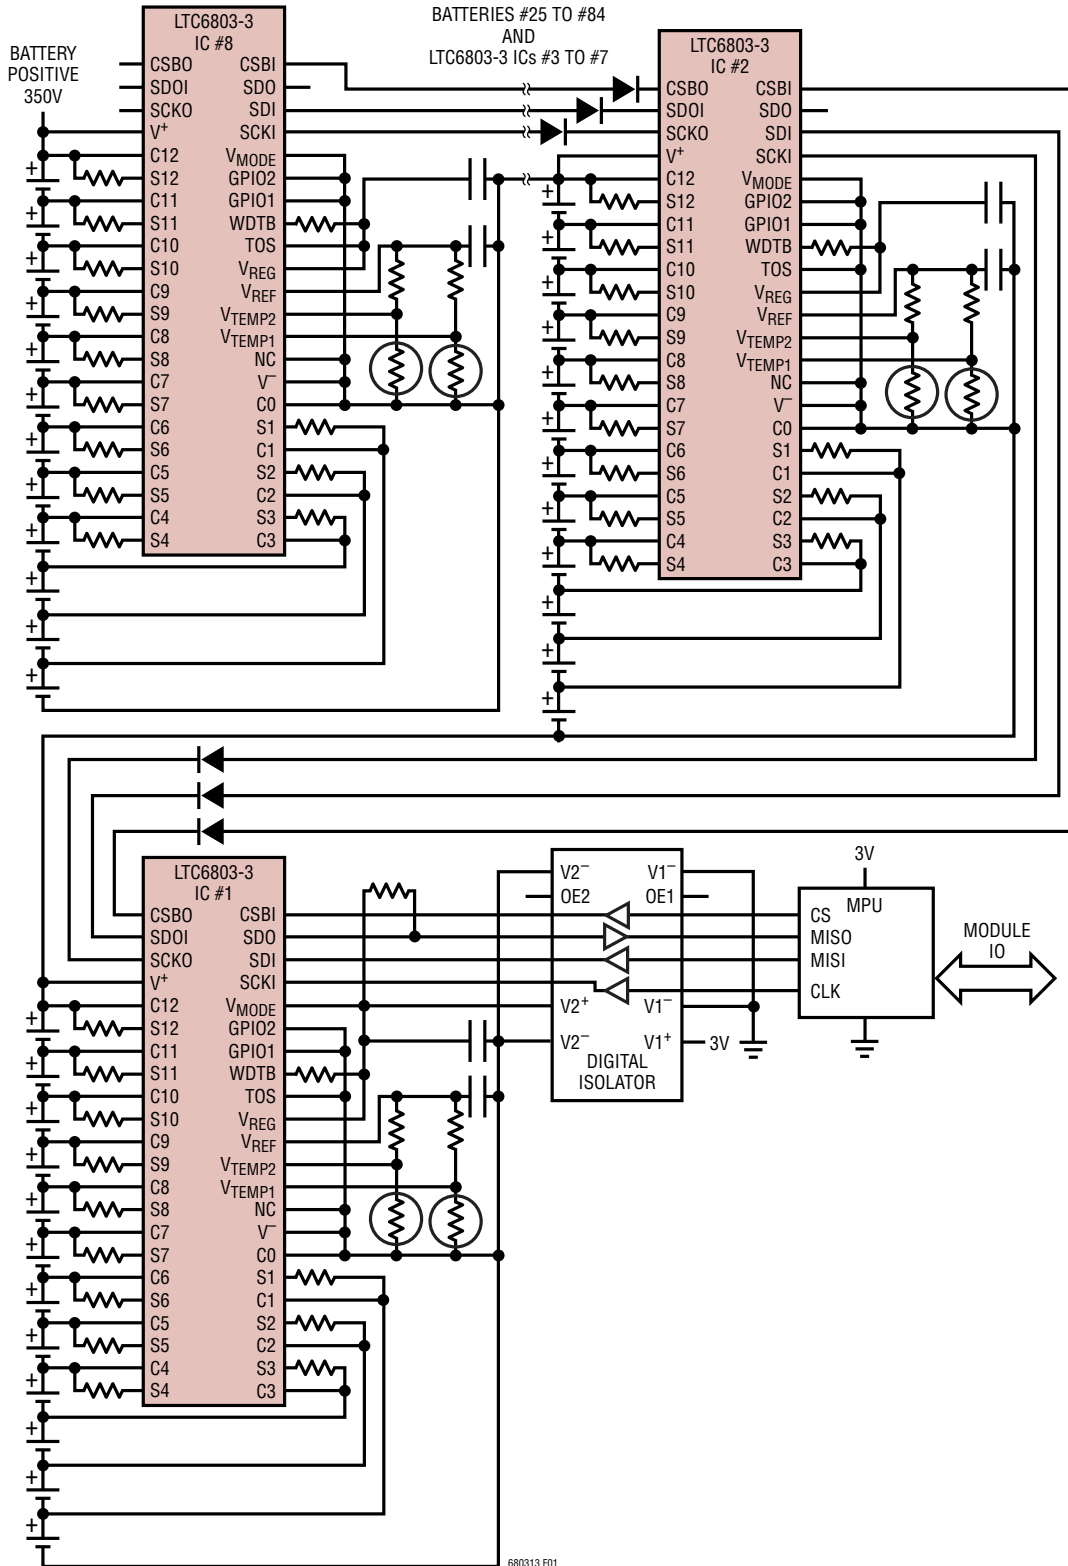 BATTERIES #25 TO #84
AND
LTC6803-3 ICs #3 TO #7
BATTERY
POSITIVE
350V
LTC6803-3
IC #8
CSBO
SDOI
SCKO
V+
C12
S12
C11
S11
C10
S10
C9
S9
C8
S8
C7
S7
C6
S6
C5
S5
C4
S4
CSBI
SDO
SDI
SCKI
VMODE
GPIO2
GPIO1
WDTB
TOS
VREG
VREF
VTEMP2
VTEMP1
NC
V−
C0
S1
C1
S2
C2
S3
C3
+
+
+
+
+
+
+
+
+
+
+
+
LTC6803-3
IC #2
CSBO
SDOI
SCKO
V+
C12
S12
C11
S11
C10
S10
C9
S9
C8
S8
C7
S7
C6
S6
C5
S5
C4
S4
CSBI
SDO
SDI
SCKI
VMODE
GPIO2
GPIO1
WDTB
TOS
VREG
VREF
VTEMP2
VTEMP1
NC
V−
C0
S1
C1
S2
C2
S3
C3
+
+
+
+
+
+
+
+
+
+
+
+
LTC6803-3
IC #1
CSBO
SDOI
SCKO
V+
C12
S12
C11
S11
C10
S10
C9
S9
C8
S8
C7
S7
C6
S6
C5
S5
C4
S4
CSBI
SDO
SDI
SCKI
VMODE
GPIO2
GPIO1
WDTB
TOS
VREG
VREF
VTEMP2
VTEMP1
NC
V−
C0
S1
C1
S2
C2
S3
C3
+
+
+
+
+
+
+
+
+
+
+
+
V2−
OE2
V2+
V2−
V1−
OE1
V1−
V1+
DIGITAL
ISOLATOR
3V
3V
MPU
CS
MISO
MISI
CLK
MODULE
IO
680313 F01